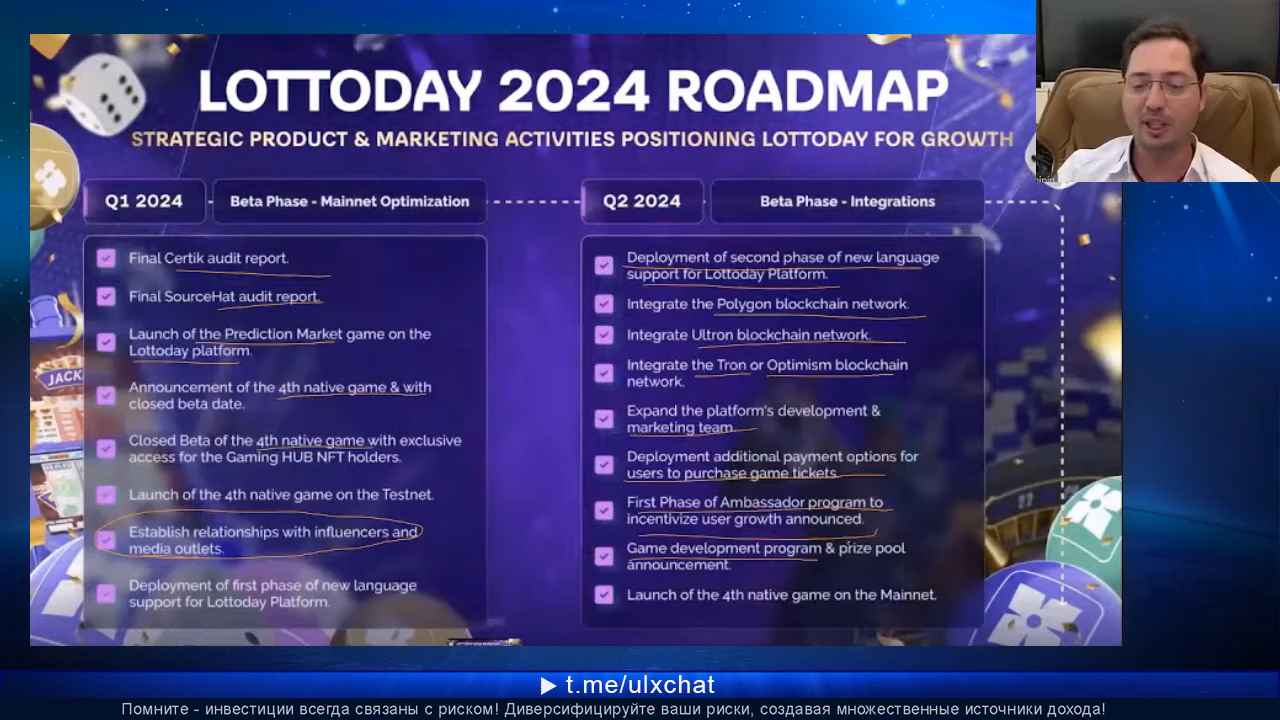 LOTTODAY 2024 ROADMAP
STRATEGIC PRODUCT & MARKETING ACTIVITIES POSITIONING LOTTODAY FOR GROWTH
Q1 2024
Beta Phase - Mainnet Optimization
Final Certik audit report.
Final SourceHat audit report.
Launch of the Prediction Market game on the
Lottoday platform.
Announcement of the 4th native game & with
closed beta date.
Closed Beta of the 4th native game with exclusive
access for the Gaming HUB NFT holders.
Launch of the 4th native game on the Testnet.
Establish relationships with influencers and
media outlets.
Deployment of first phase of new language
support for Lottoday Platform.
Q2 2024
Beta Phase - Integrations
Deployment of second phase of new language
support for Lottoday Platform.
Integrate the Polygon blockchain network.
Integrate Ultron blockchain network.
Integrate the Tron or Optimism blockchain
network.
Expand the platform's development &
marketing team.
Deployment additional payment options for
users to purchase game tickets.
First Phase of Ambassador program to
incentivize user growth announced.
Game development program & prize pool
announcement.
Launch of the 4th native game on the Mainnet.
JACK
22
t.me/ulxchat
Помните - инвестиции всегда связаны с риском! Диверсифицируйте ваши риски, создавая множественные источники дохода!